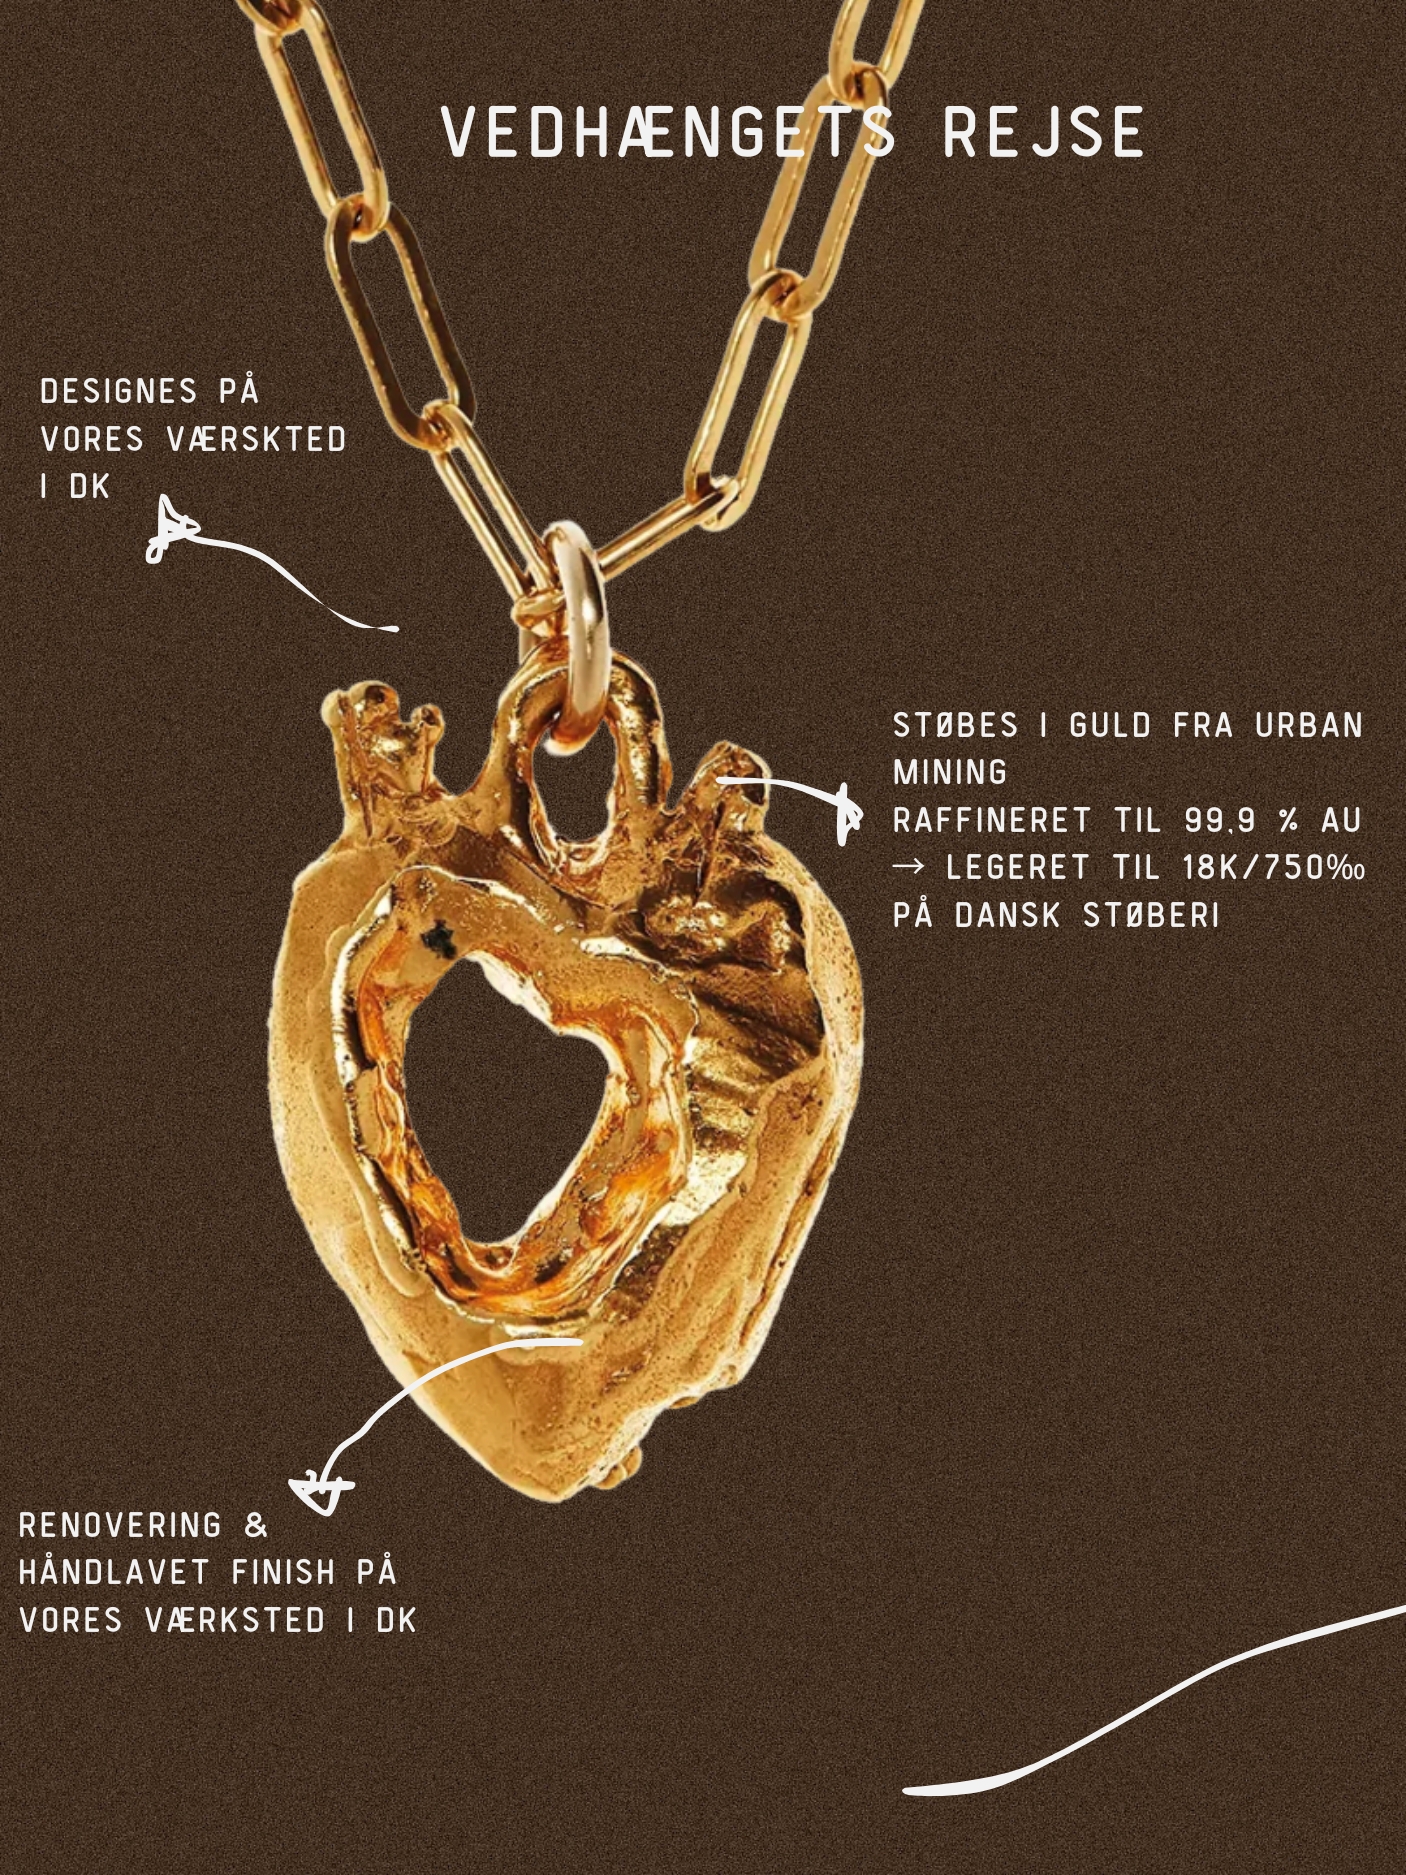 VEDHÆNGETS REJSE
DESIGNES PÅ
VORES VÆRSKTED
I DK
STØBES I GULD FRA URBAN
MINING
RAFFINERET TIL 99,9 % AU
→ LEGERET TIL 18K/750‰
PÅ DANSK STØBERI
RENOVERING &
HÅNDLAVET FINISH PÅ
VORES VÆRKSTED I DK